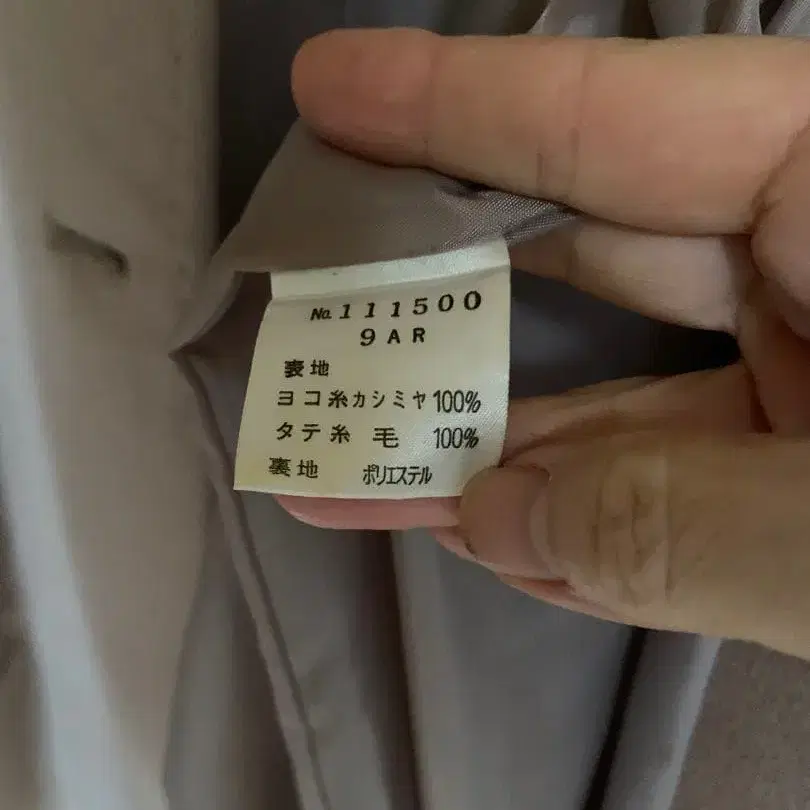 No. 111500
9AR
表地
ヨコ糸カシミヤ100%
タテ糸 毛 100%
裏地 ポリエステル